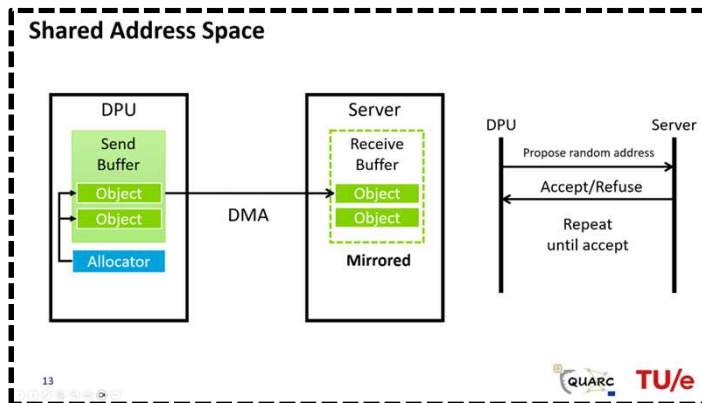 Shared Address Space
DPU
Send
Buffer
Object
Object
Allocator
DMA
Server
Receive
Buffer
Object
Object
Mirrored
DPU
Server
Propose random address
Accept/Refuse
Repeat
until accept
13
QUARC
TU/e